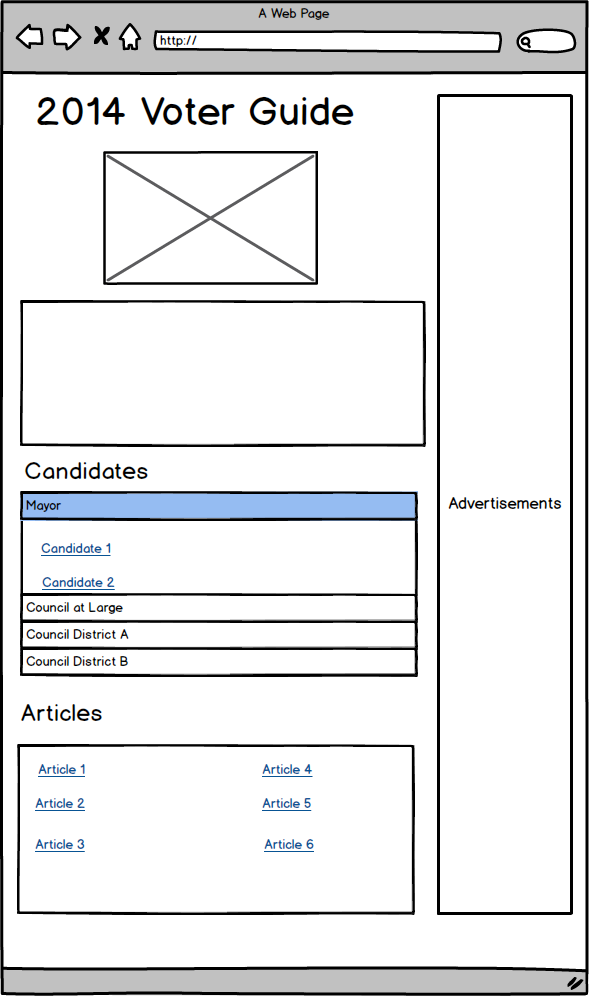 A Web Page
http://
2014 Voter Guide
Candidates
Mayor
Candidate 1
Candidate 2
Council at Large
Council District A
Council District B
Articles
Article 1 Article 4
Article 2 Article 5
Article 3 Article 6
Advertisements